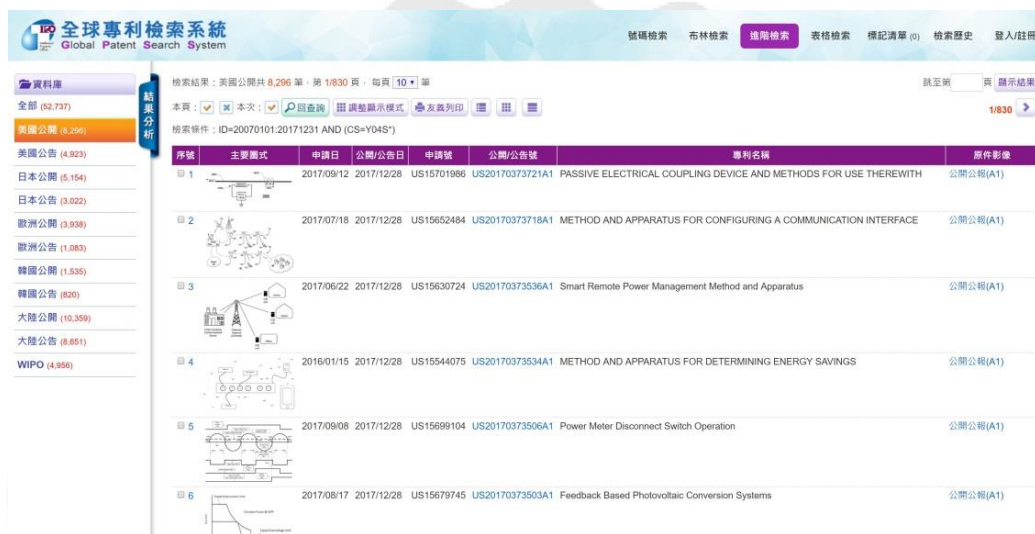 全球專利檢索系統
Global Patent Search System
號碼檢索 布林檢索 進階檢索 表格檢索 標記清單 (0) 檢索歷史 登入/註冊
資料庫
全部 (52,737)
美國公開 (8,296)
美國公告 (4,923)
日本公開 (5,154)
日本公告 (3,022)
歐洲公開 (3,938)
歐洲公告 (1,083)
韓國公開 (1,535)
韓國公告 (820)
大陸公開 (10,359)
大陸公告 (8,651)
WIPO (4,956)
結果分析
檢索結果：美國公開共 8,296 筆，第 1/830 頁，每頁 10 筆
跳至第 頁 顯示結果
本頁： 本次： 回查詢 調整顯示模式 友善列印
1/830
檢索條件：ID=20070101:20171231 AND (CS=Y04S*)
序號 主要圖式 申請日 公開/公告日 申請號 公開/公告號 專利名稱 原件影像
1 2017/09/12 2017/12/28 US15701986 US20170373721A1 PASSIVE ELECTRICAL COUPLING DEVICE AND METHODS FOR USE THEREWITH 公開公報(A1)
2 2017/07/18 2017/12/28 US15652484 US20170373718A1 METHOD AND APPARATUS FOR CONFIGURING A COMMUNICATION INTERFACE 公開公報(A1)
3 2017/06/22 2017/12/28 US15630724 US20170373536A1 Smart Remote Power Management Method and Apparatus 公開公報(A1)
4 2016/01/15 2017/12/28 US15544075 US20170373534A1 METHOD AND APPARATUS FOR DETERMINING ENERGY SAVINGS 公開公報(A1)
5 2017/09/08 2017/12/28 US15699104 US20170373506A1 Power Meter Disconnect Switch Operation 公開公報(A1)
6 2017/08/17 2017/12/28 US15679745 US20170373503A1 Feedback Based Photovoltaic Conversion Systems 公開公報(A1)